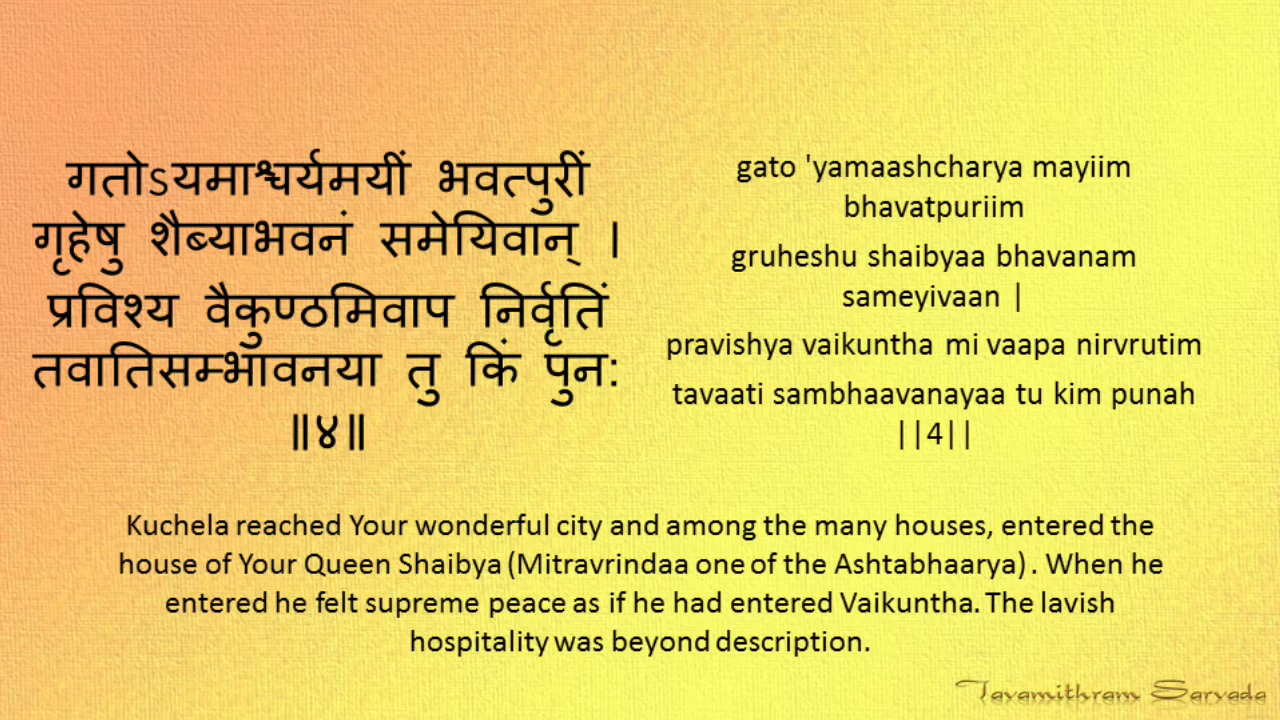 गतोऽयमाश्चर्यमयीं भवत्पुरीं
गृहेषु शैब्याभवनं समेयिवान् ।
प्रविश्य वैकुण्ठमिवाप निर्वृतिं
तवातिसम्भावनया तु किं पुन:
॥४॥
gato 'yamaashcharya mayiim
bhavatpuriim
gruheshu shaibyaa bhavanam
sameyivaan |
pravishya vaikuntha mi vaapa nirvrutim
tavaati sambhaavanayaa tu kim punah
||4||
Kuchela reached Your wonderful city and among the many houses, entered the
house of Your Queen Shaibya (Mitravrindaa one of the Ashtabhaarya) . When he
entered he felt supreme peace as if he had entered Vaikuntha. The lavish
hospitality was beyond description.
Tavamithram Sarvada